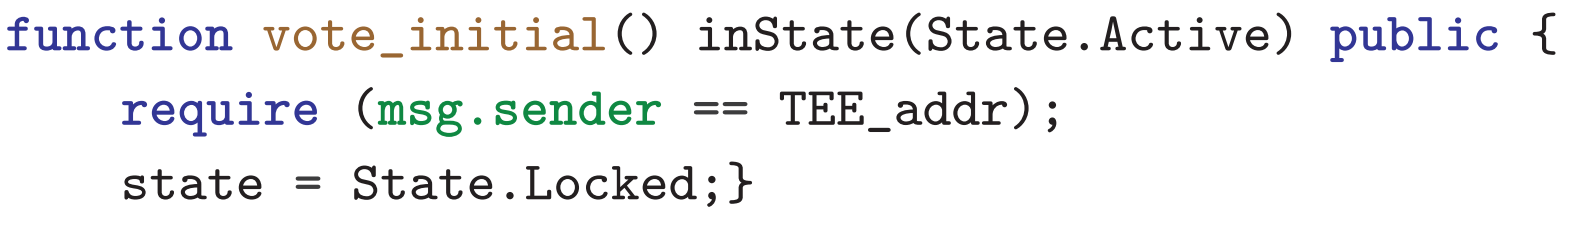 function vote_initial() inState(State.Active) public {
require (msg.sender == TEE_addr);
state = State.Locked;}